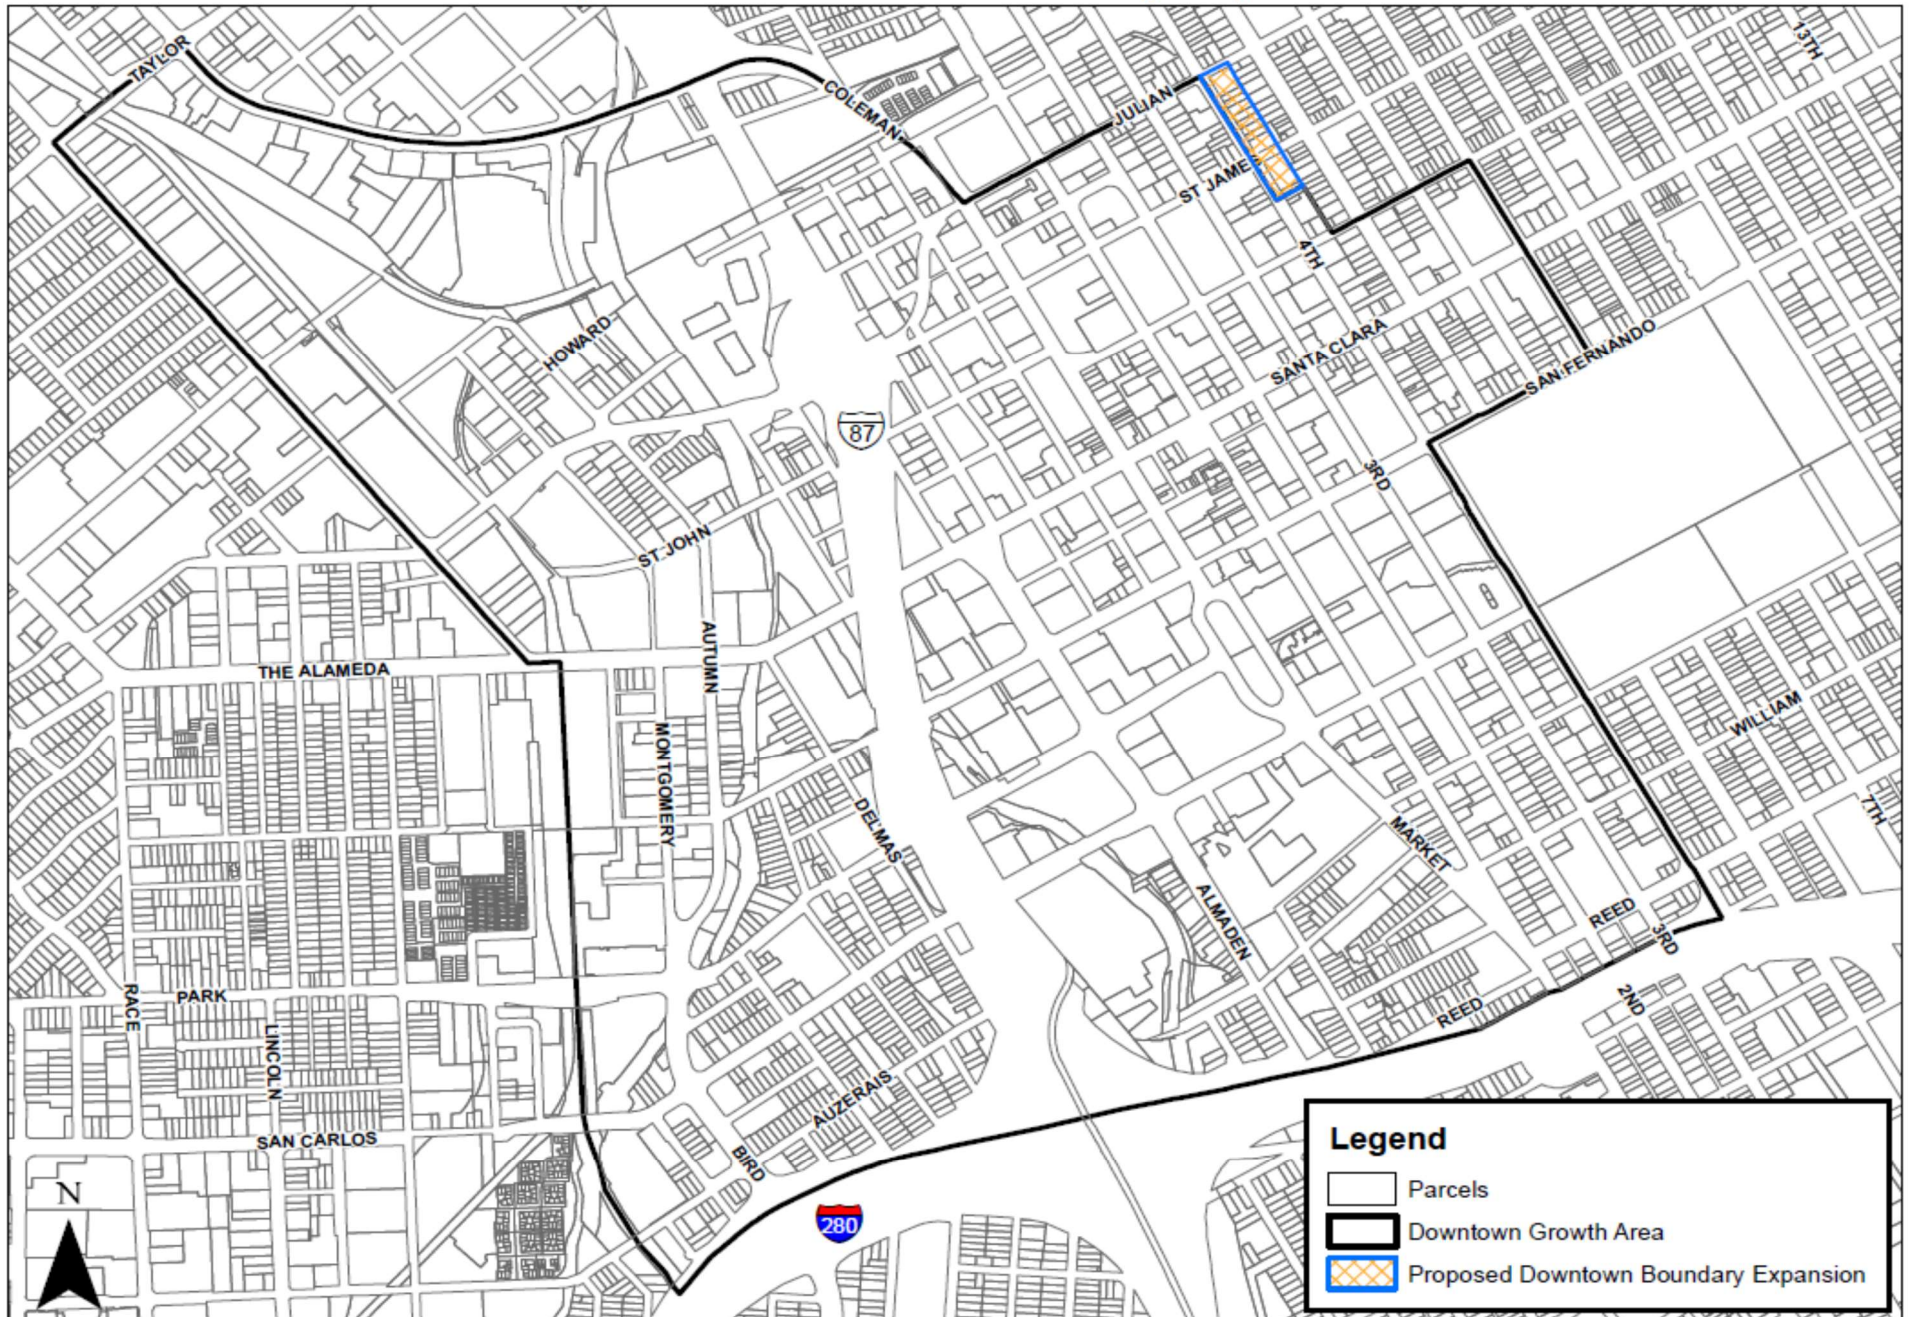 TAYLOR
13TH
COLEMAN
JULIAN
ST JAME
4TH
HOWARD
SANTA CLARA
SAN FERNANDO
87
3RD
ST JOHN
AUTUMN
THE ALAMEDA
MONTGOMERY
WILLIAM
DELMAS
7TH
MARKET
ALMADEN
REED
3RD
RACE
PARK
2ND
REED
LINCOLN
AUZERAIS
SAN CARLOS
BIRD
N
280
Legend
Parcels
Downtown Growth Area
Proposed Downtown Boundary Expansion